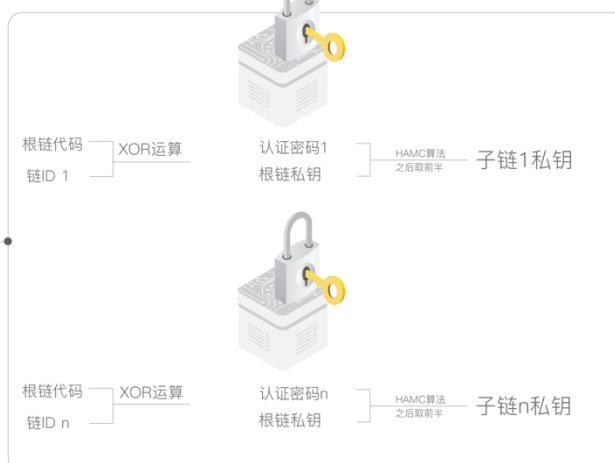 根链代码
链ID 1
XOR运算
认证密码1
根链私钥
HAMC算法
之后取前半
子链1私钥
根链代码
链ID n
XOR运算
认证密码n
根链私钥
HAMC算法
之后取前半
子链n私钥